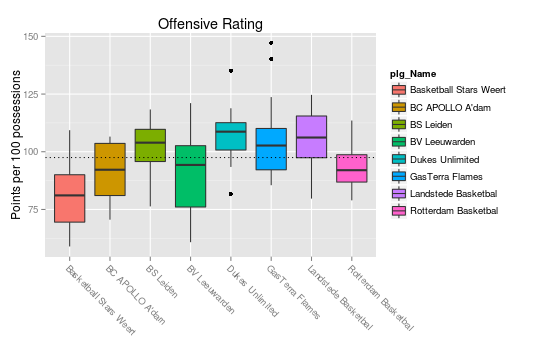 Offensive Rating
Points per 100 possessions
150
125
100
75
Basketball Stars Weert
BC APOLLO A'dam
BS Leiden
BV Leeuwarden
Dukes Unlimited
GasTerra Flames
Landstede Basketbal
Rotterdam Basketbal
plg_Name
Basketball Stars Weert
BC APOLLO A'dam
BS Leiden
BV Leeuwarden
Dukes Unlimited
GasTerra Flames
Landstede Basketbal
Rotterdam Basketbal